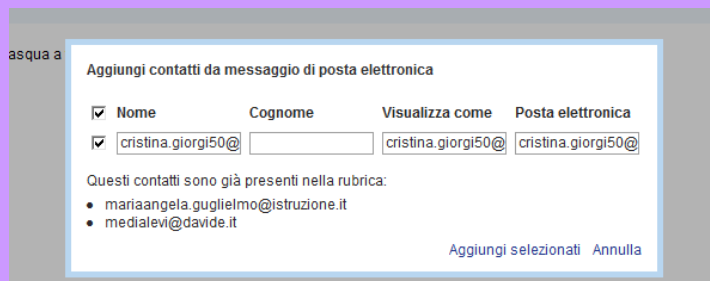 asqua a
Aggiungi contatti da messaggio di posta elettronica
Nome Cognome Visualizza come Posta elettronica
cristina.giorgi50@ cristina.giorgi50@ cristina.giorgi50@
Questi contatti sono già presenti nella rubrica:
• mariaangela.guglielmo@istruzione.it
• medialevi@davide.it
Aggiungi selezionati Annulla